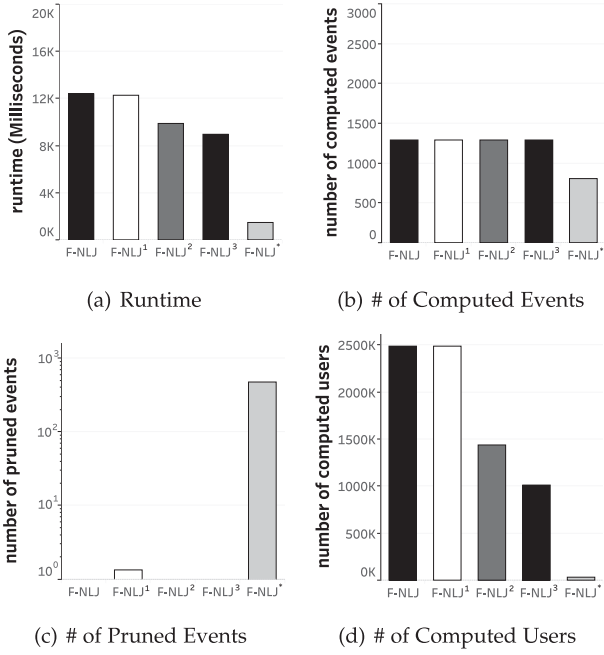 runtime (Milliseconds)
20K
16K
12K
8K
4K
0K
F-NLJ F-NLJ¹ F-NLJ² F-NLJ³ F-NLJ*
(a) Runtime
number of computed events
3000
2500
2000
1500
1000
500
0
F-NLJ F-NLJ¹ F-NLJ² F-NLJ³ F-NLJ*
(b) # of Computed Events
number of pruned events
10³
10²
10¹
10⁰
F-NLJ F-NLJ¹ F-NLJ² F-NLJ³ F-NLJ*
(c) # of Pruned Events
number of computed users
2500K
2000K
1500K
1000K
500K
0K
F-NLJ F-NLJ¹ F-NLJ² F-NLJ³ F-NLJ*
(d) # of Computed Users